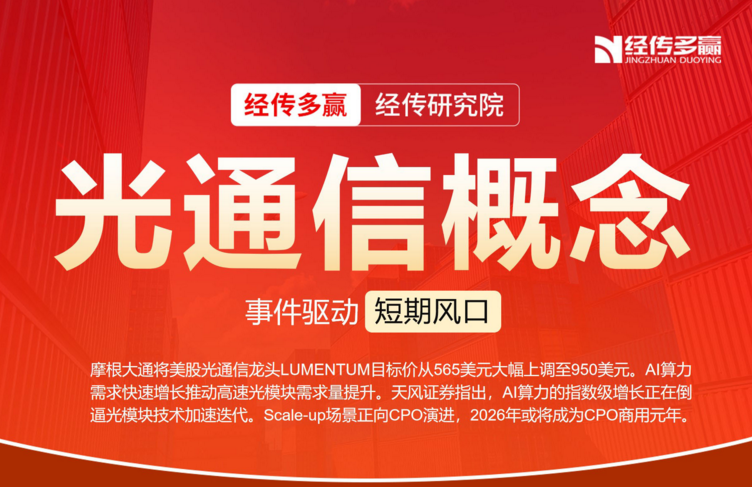 经传多赢
JINGZHUAN DUOYING
经传多赢 经传研究院
光通信概念
事件驱动 短期风口
摩根大通将美股光通信龙头LUMENTUM目标价从565美元大幅上调至950美元。AI算力
需求快速增长推动高速光模块需求量提升。天风证券指出，AI算力的指数级增长正在倒
逼光模块技术加速迭代。Scale-up场景正向CPO演进，2026年或将成为CPO商用元年。